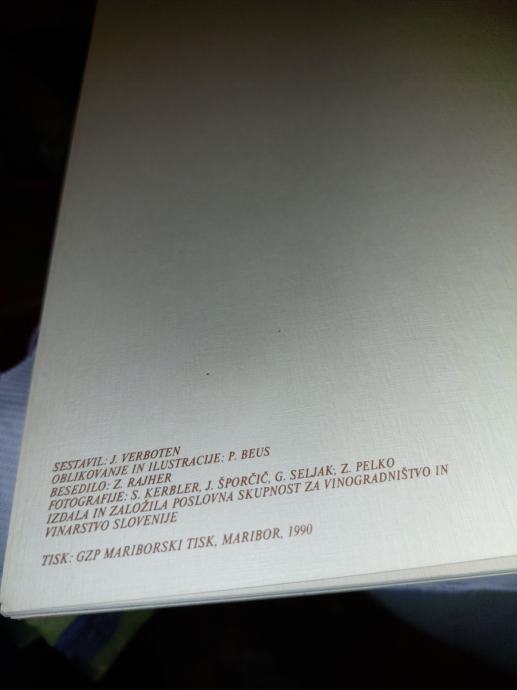 SESTAVIL: J. VERBOTEN
OBLIKOVANJE IN ILUSTRACIJE: P. BEUS
BESEDILO: Z. RAJHER
FOTOGRAFIJE: S. KERBLER, J. ŠPORČIČ, G. SELJAK, Z. PELKO
IZDALA IN ZALOŽILA POSLOVNA SKUPNOST ZA VINOGRADNIŠTVO IN
VINARSTVO SLOVENIJE
TISK: GZP MARIBORSKI TISK, MARIBOR, 1990